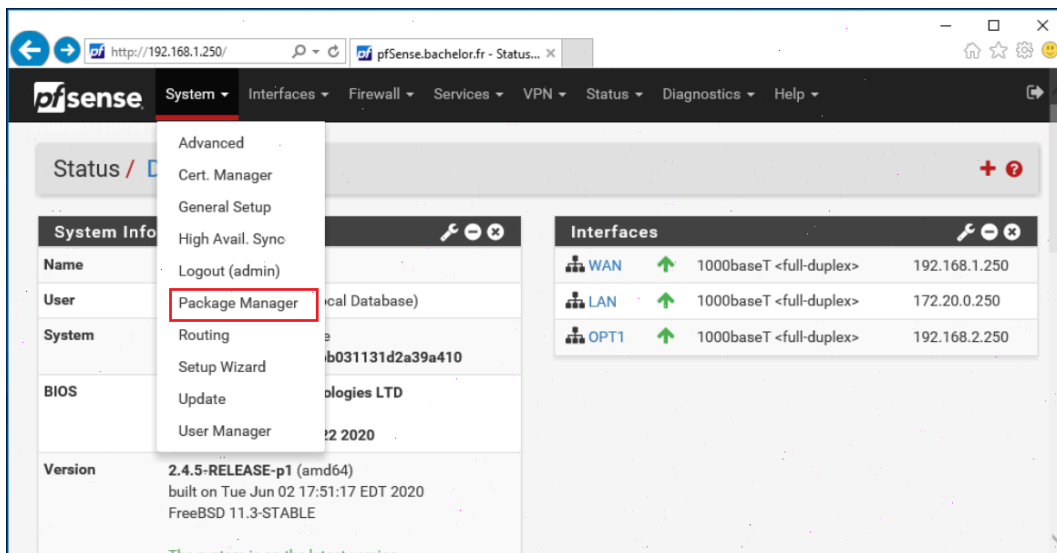 http://192.168.1.250/
pfSense.bachelor.fr - Status...
pfsense
System Interfaces Firewall Services VPN Status Diagnostics Help
Advanced
Status /
Cert. Manager
General Setup
System Info
Interfaces
High Avail. Sync
Name
Logout (admin)
WAN 1000baseT <full-duplex> 192.168.1.250
User
Package Manager
cal Database)
LAN 1000baseT <full-duplex> 172.20.0.250
System
Routing
OPT1 1000baseT <full-duplex> 192.168.2.250
b031131d2a39a410
Setup Wizard
BIOS
ologies LTD
Update
User Manager
22 2020
Version
2.4.5-RELEASE-p1 (amd64)
built on Tue Jun 02 17:51:17 EDT 2020
FreeBSD 11.3-STABLE